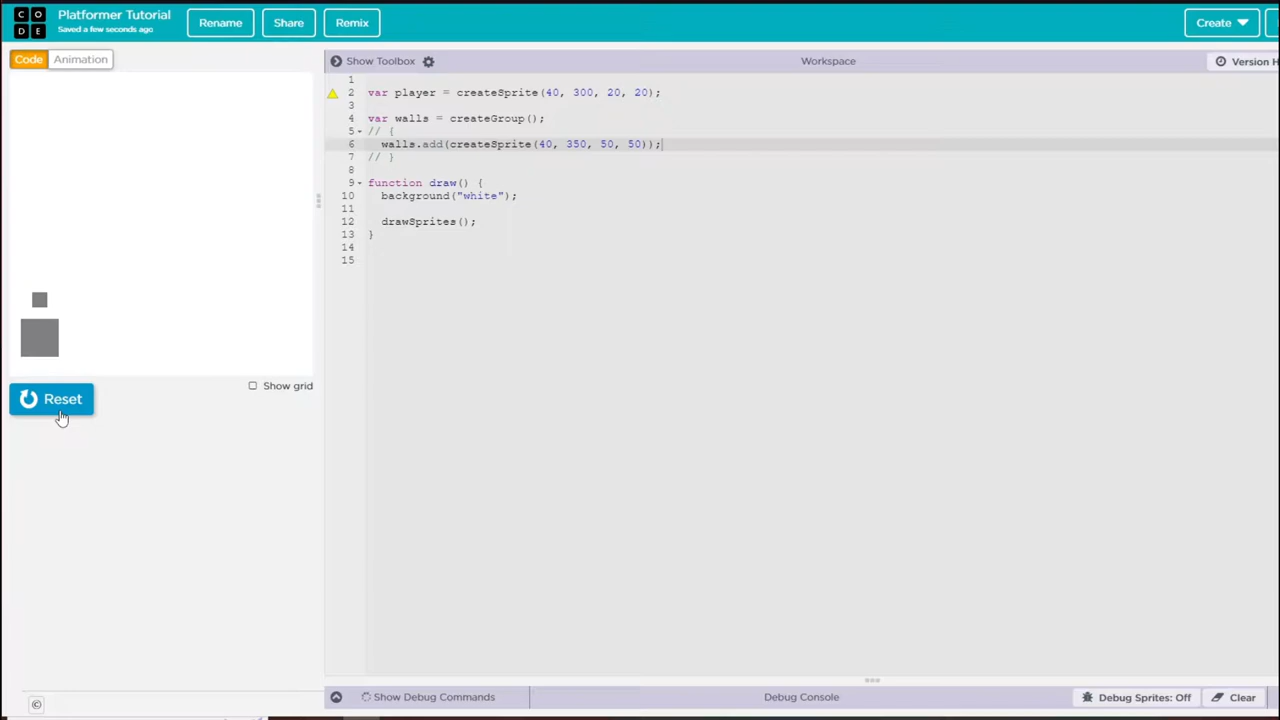 CO
DE
Platformer Tutorial
Saved a few seconds ago
Rename
Share
Remix
Create
Code
Animation
Show Toolbox
Workspace
Version H
1
2 var player = createSprite(40, 300, 20, 20);
3
4 var walls = createGroup();
5 // {
6 walls.add(createSprite(40, 350, 50, 50));
7 // }
8
9 function draw() {
10 background("white");
11
12 drawSprites();
13 }
14
15
Show grid
Reset
©
Show Debug Commands
Debug Console
Debug Sprites: Off
Clear